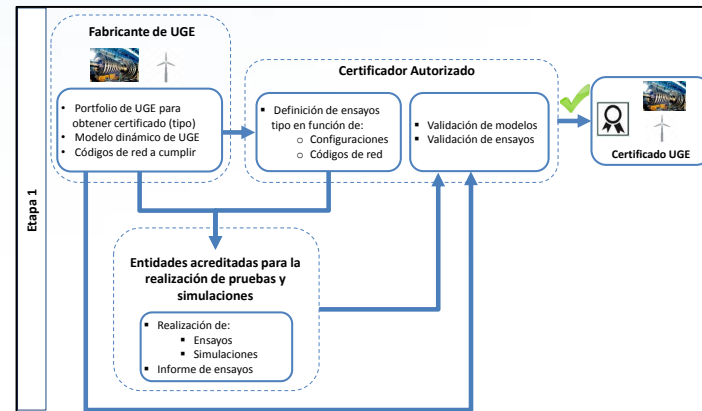 Etapa 1
Fabricante de UGE
• Portfolio de UGE para
obtener certificado (tipo)
• Modelo dinámico de UGE
• Códigos de red a cumplir
Certificador Autorizado
▪ Definición de ensayos
tipo en función de:
o Configuraciones
o Códigos de red
▪ Validación de modelos
▪ Validación de ensayos
Certificado UGE
Entidades acreditadas para la
realización de pruebas y
simulaciones
▪ Realización de:
▪ Ensayos
▪ Simulaciones
▪ Informe de ensayos